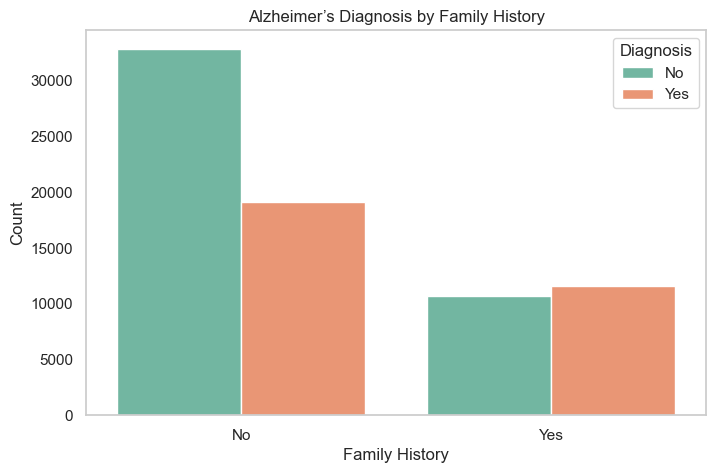 Alzheimer’s Diagnosis by Family History
Diagnosis
No
Yes
30000
25000
20000
15000
10000
5000
0
Count
No
Yes
Family History